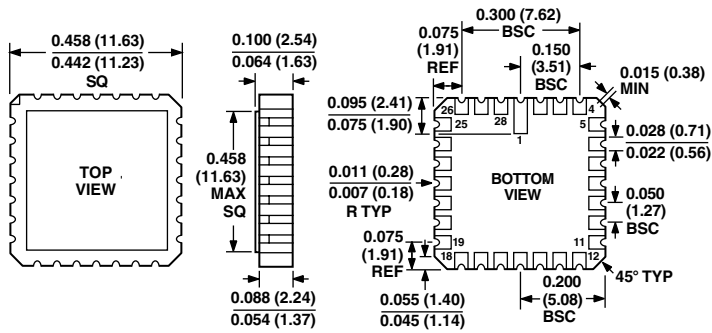 0.458 (11.63)
0.442 (11.23)
SQ
TOP
VIEW
0.100 (2.54)
0.064 (1.63)
0.458
(11.63)
MAX
SQ
0.088 (2.24)
0.054 (1.37)
0.300 (7.62)
BSC
0.075
(1.91)
REF
0.150
(3.51)
BSC
0.015 (0.38)
MIN
0.095 (2.41)
0.075 (1.90)
26
28
4
25
5
1
0.028 (0.71)
0.022 (0.56)
0.011 (0.28)
0.007 (0.18)
R TYP
BOTTOM
VIEW
0.050
(1.27)
BSC
0.075
(1.91)
REF
19
11
18
12
45° TYP
0.055 (1.40)
0.045 (1.14)
0.200
(5.08)
BSC